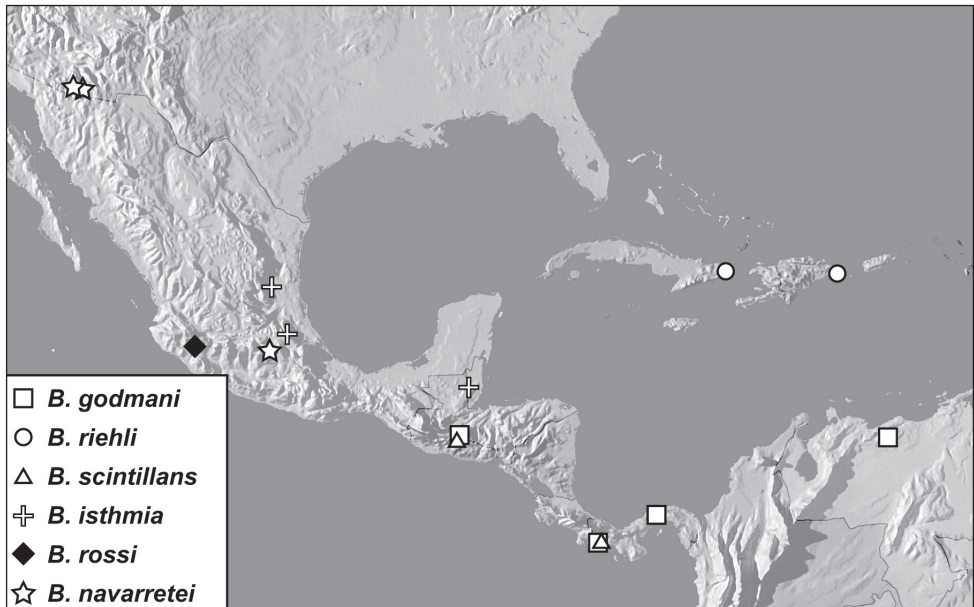 B. godmani
B. riehli
B. scintillans
B. isthmia
B. rossi
B. navarretei